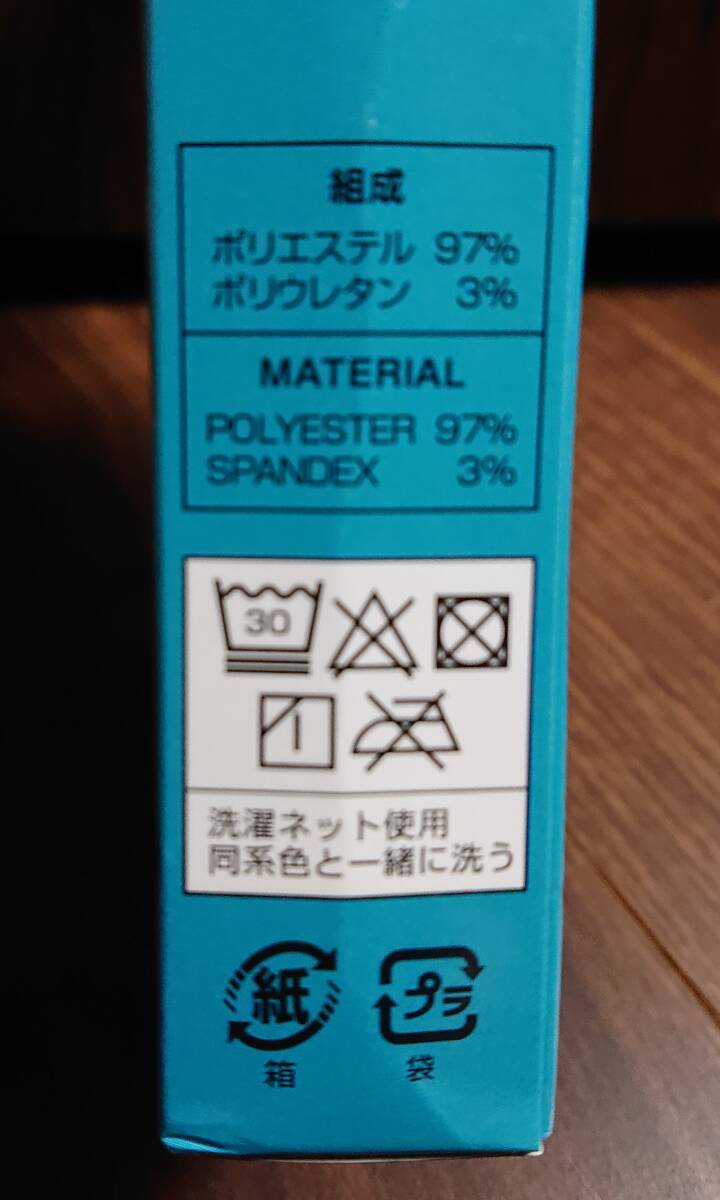 組成
ポリエステル 97%
ポリウレタン 3%
MATERIAL
POLYESTER 97%
SPANDEX 3%
30
洗濯ネット使用
同系色と一緒に洗う
紙 プラ
箱 袋